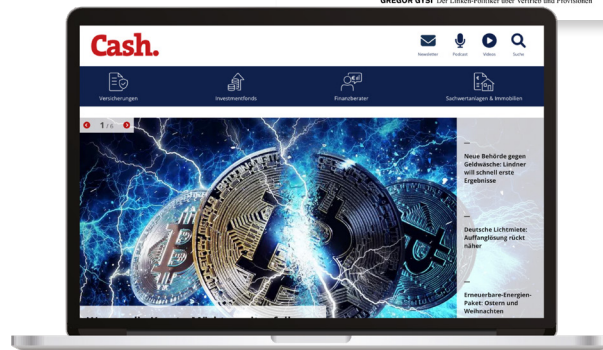 GREGOR GYSI Der Linken-Politiker über Vertrieb und Provisionen
Cash.
Newsletter
Podcast
Videos
Suche
Versicherungen
Investmentfonds
Finanzberater
Sachwertanlagen & Immobilien
1 / 6
Neue Behörde gegen
Geldwäsche: Lindner
will schnell erste
Ergebnisse
Deutsche Lichtmiete:
Auffanglösung rückt
näher
Erneuerbare-Energien-
Paket: Ostern und
Weihnachten